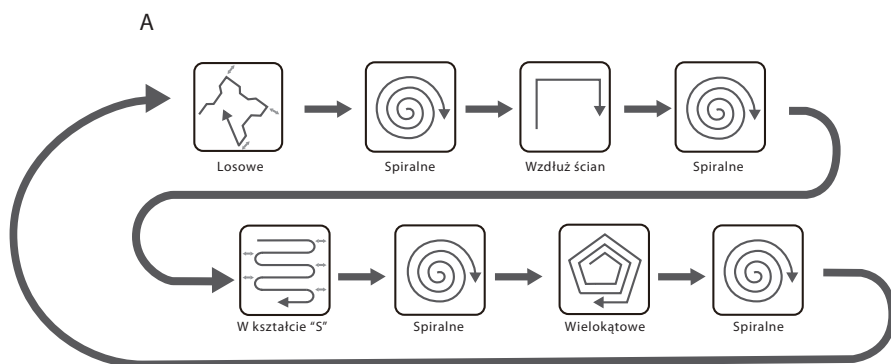 A
Losowe
Spiralne
Wzdłuż ścian
Spiralne
W kształcie "S"
Spiralne
Wielokątowe
Spiralne